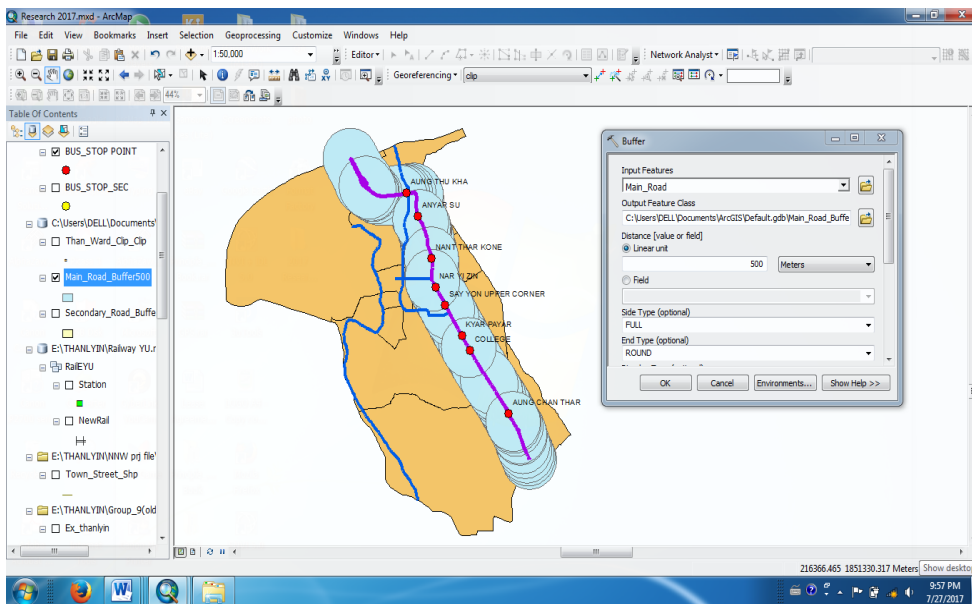 Research 2017.mxd - ArcMap
File Edit View Bookmarks Insert Selection Geoprocessing Customize Windows Help
1:50,000
Editor
Network Analyst
Georeferencing
clip
44%
Table Of Contents
BUS_STOP POINT
BUS_STOP_SEC
C:\Users\DELL\Documents'
Than_Ward_Clip_Clip
Main_Road_Buffer500
Secondary_Road_Buffe
E:\THANLYIN\Railway YU.r
RailEYU
Station
NewRail
E:\THANLYIN\NNW prj file'
Town_Street_Shp
E:\THANLYIN\Group_9(old
Ex_thanlyin
AUNG THU KHA
ANYAR SU
NANT THAR KONE
NAR YI ZIN
SAY YON UPPER CORNER
KYAR PAYAR
COLLEGE
AUNG CHAN THAR
Buffer
Input Features
Main_Road
Output Feature Class
C:\Users\DELL\Documents\ArcGIS\Default.gdb\Main_Road_Buffe
Distance [value or field]
Linear unit
500 Meters
Field
Side Type (optional)
FULL
End Type (optional)
ROUND
OK Cancel Environments... Show Help >>
216366.465 1851330.317 Meters
Show deskto
9:57 PM
7/27/2017